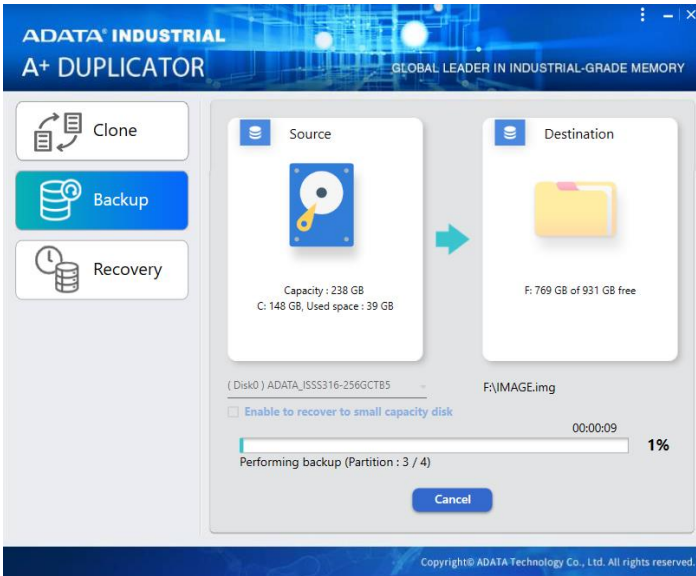 ADATA® INDUSTRIAL
A+ DUPLICATOR
GLOBAL LEADER IN INDUSTRIAL-GRADE MEMORY
Clone
Backup
Recovery
Source
Capacity : 238 GB
C: 148 GB, Used space : 39 GB
Destination
F: 769 GB of 931 GB free
( Disk0 ) ADATA_ISSS316-256GCTB5
F:\IMAGE.img
Enable to recover to small capacity disk
00:00:09
1%
Performing backup (Partition : 3 / 4)
Cancel
Copyright© ADATA Technology Co., Ltd. All rights reserved.